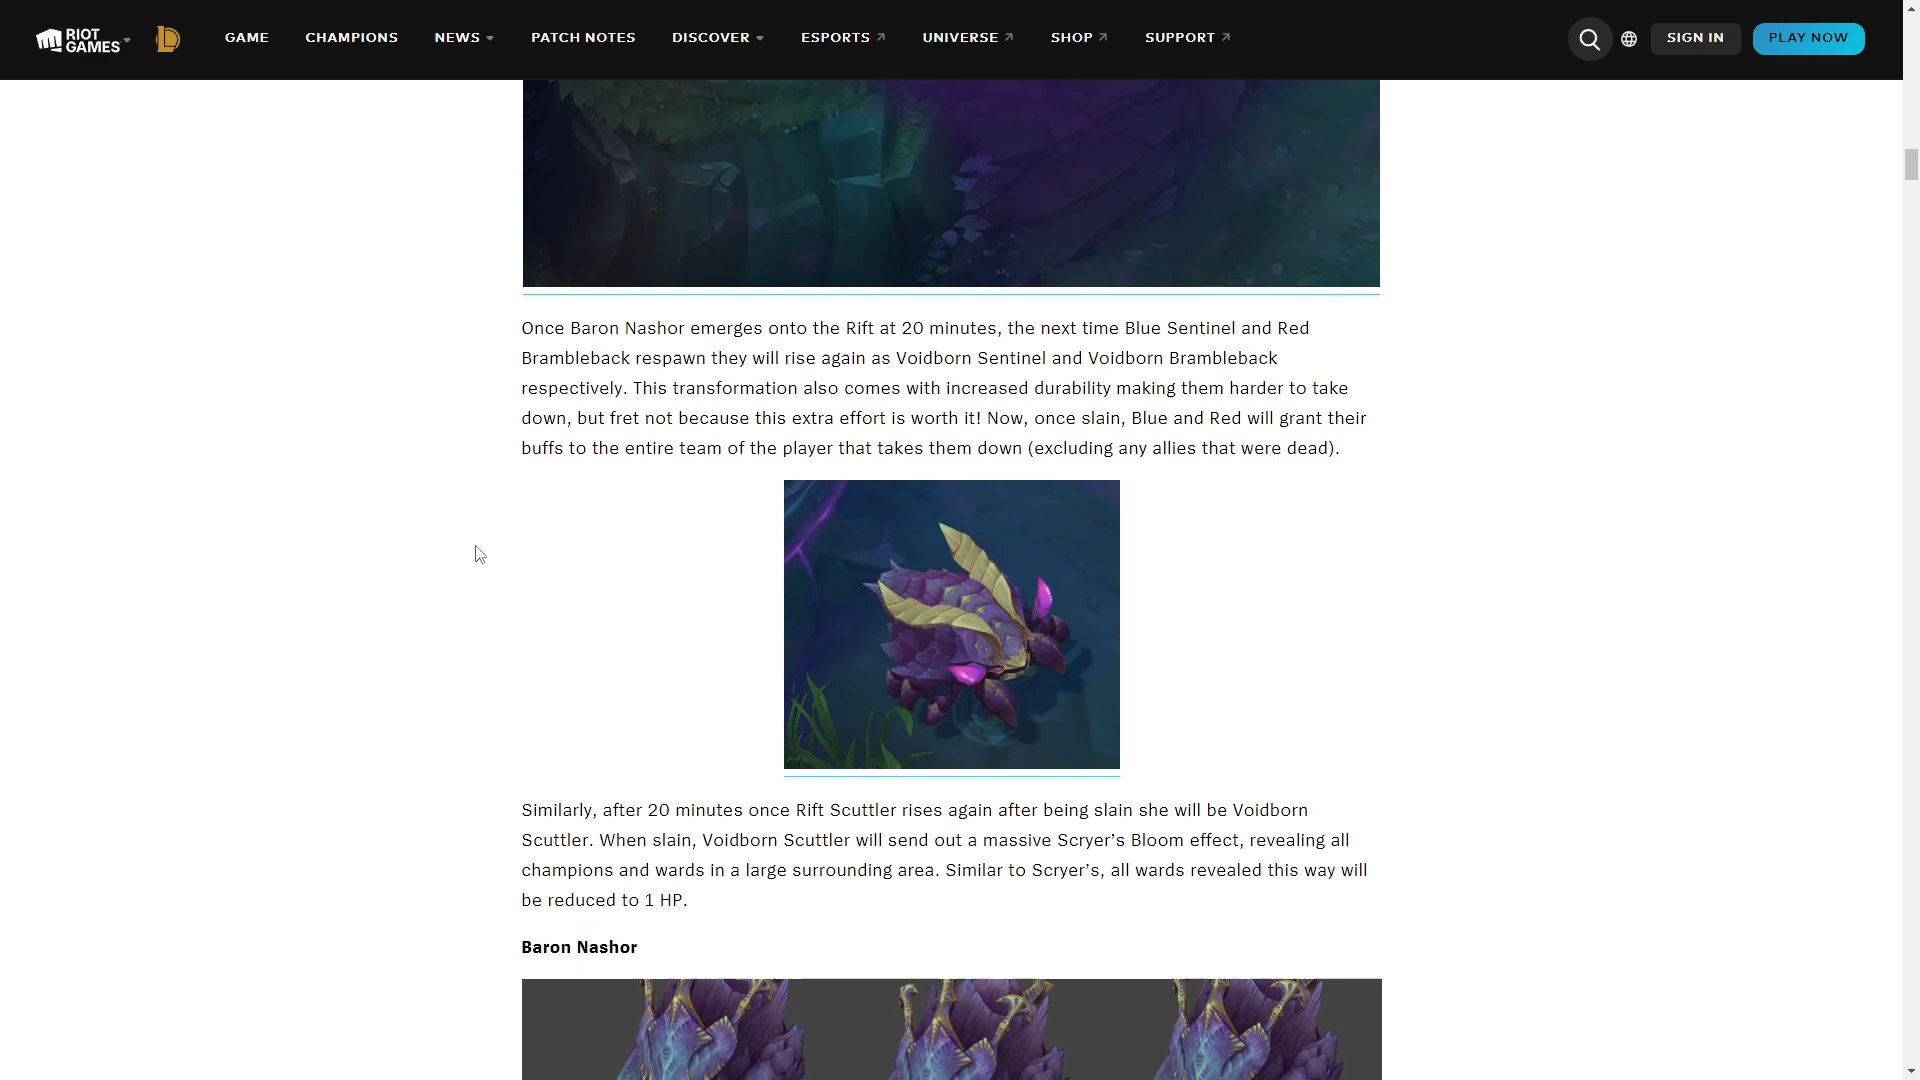 RIOT GAMES
GAME
CHAMPIONS
NEWS
PATCH NOTES
DISCOVER
ESPORTS
UNIVERSE
SHOP
SUPPORT
SIGN IN
PLAY NOW
Once Baron Nashor emerges onto the Rift at 20 minutes, the next time Blue Sentinel and Red
Brambleback respawn they will rise again as Voidborn Sentinel and Voidborn Brambleback
respectively. This transformation also comes with increased durability making them harder to take
down, but fret not because this extra effort is worth it! Now, once slain, Blue and Red will grant their
buffs to the entire team of the player that takes them down (excluding any allies that were dead).
Similarly, after 20 minutes once Rift Scuttler rises again after being slain she will be Voidborn
Scuttler. When slain, Voidborn Scuttler will send out a massive Scryer’s Bloom effect, revealing all
champions and wards in a large surrounding area. Similar to Scryer’s, all wards revealed this way will
be reduced to 1 HP.
Baron Nashor